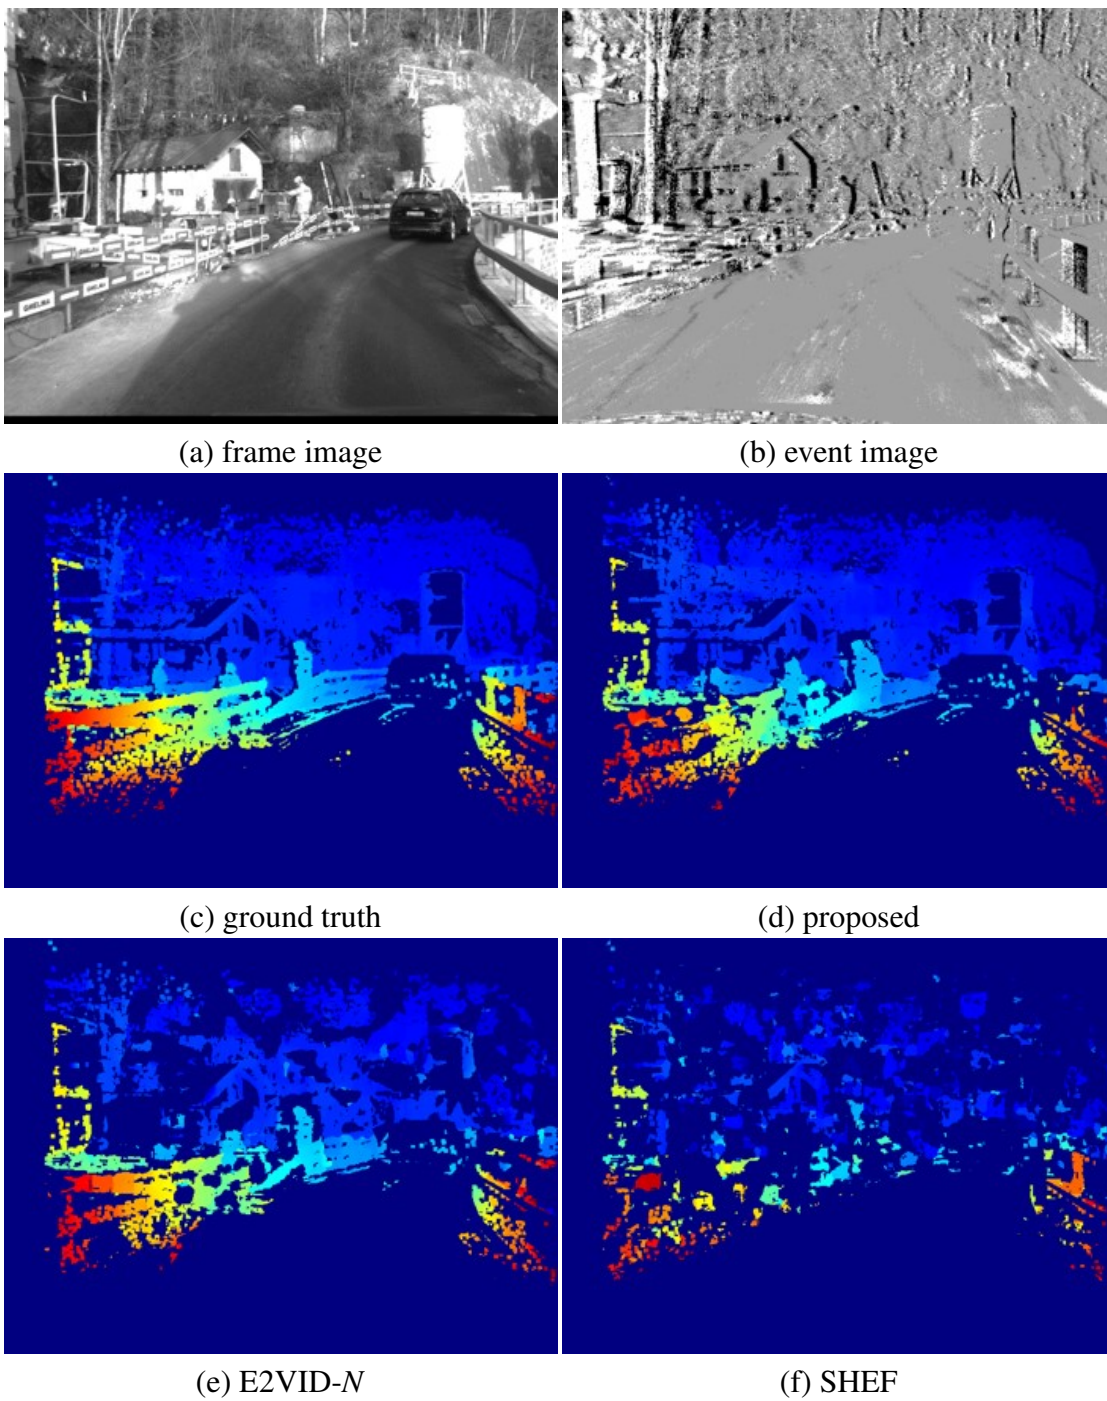 (a) frame image
(b) event image
(c) ground truth
(d) proposed
(e) E2VID-N
(f) SHEF